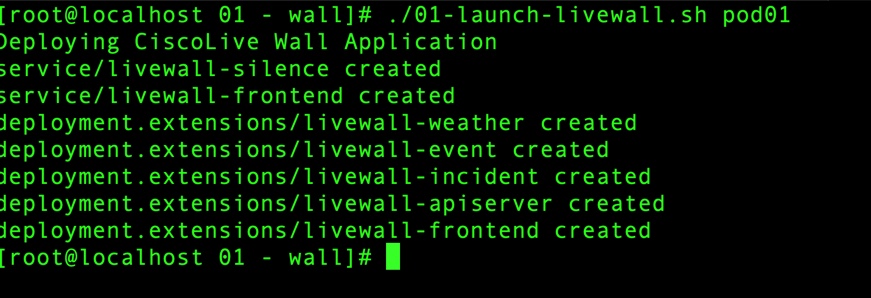 [root@localhost 01 - wall]# ./01-launch-livewall.sh pod01
Deploying CiscoLive Wall Application
service/livewall-silence created
service/livewall-frontend created
deployment.extensions/livewall-weather created
deployment.extensions/livewall-event created
deployment.extensions/livewall-incident created
deployment.extensions/livewall-apiserver created
deployment.extensions/livewall-frontend created
[root@localhost 01 - wall]#